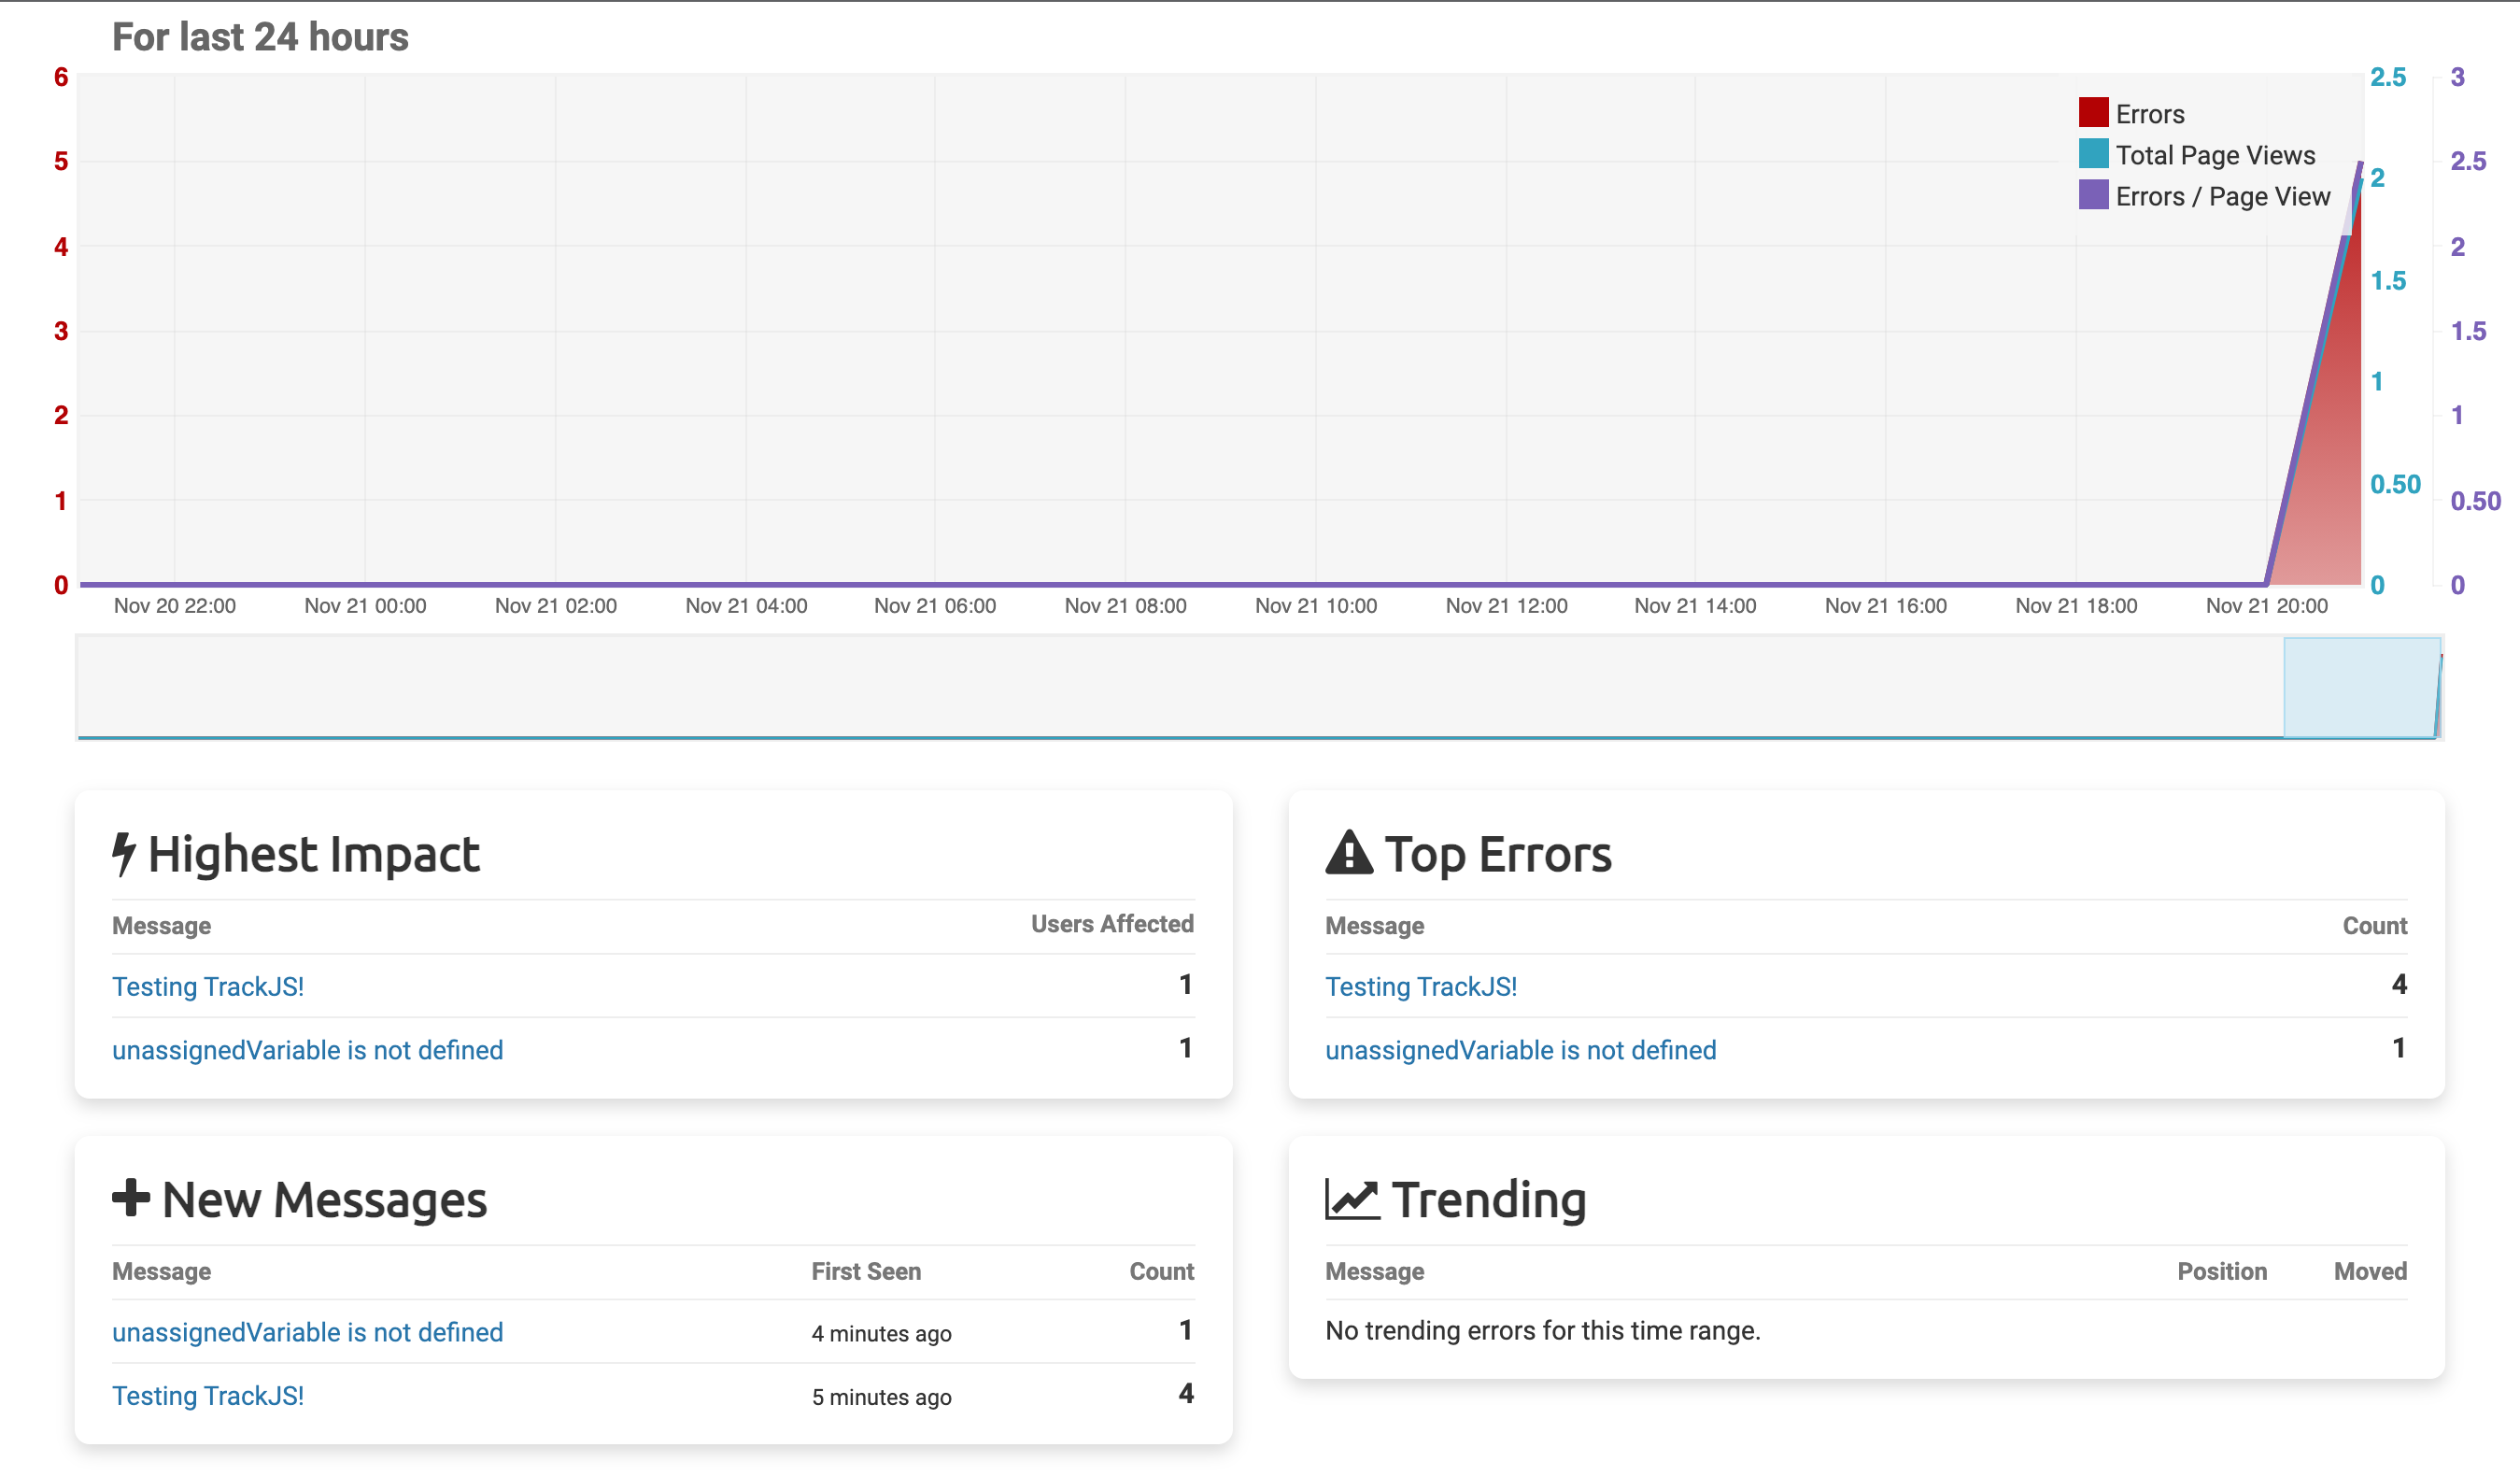 For last 24 hours
6
5
4
3
2
1
0
2.5
2
1.5
1
0.50
0
3
2.5
2
1.5
1
0.50
0
Errors
Total Page Views
Errors / Page View
Nov 20 22:00 Nov 21 00:00 Nov 21 02:00 Nov 21 04:00 Nov 21 06:00 Nov 21 08:00 Nov 21 10:00 Nov 21 12:00 Nov 21 14:00 Nov 21 16:00 Nov 21 18:00 Nov 21 20:00
Highest Impact
Message Users Affected
Testing TrackJS! 1
unassignedVariable is not defined 1
Top Errors
Message Count
Testing TrackJS! 4
unassignedVariable is not defined 1
New Messages
Message First Seen Count
unassignedVariable is not defined 4 minutes ago 1
Testing TrackJS! 5 minutes ago 4
Trending
Message Position Moved
No trending errors for this time range.